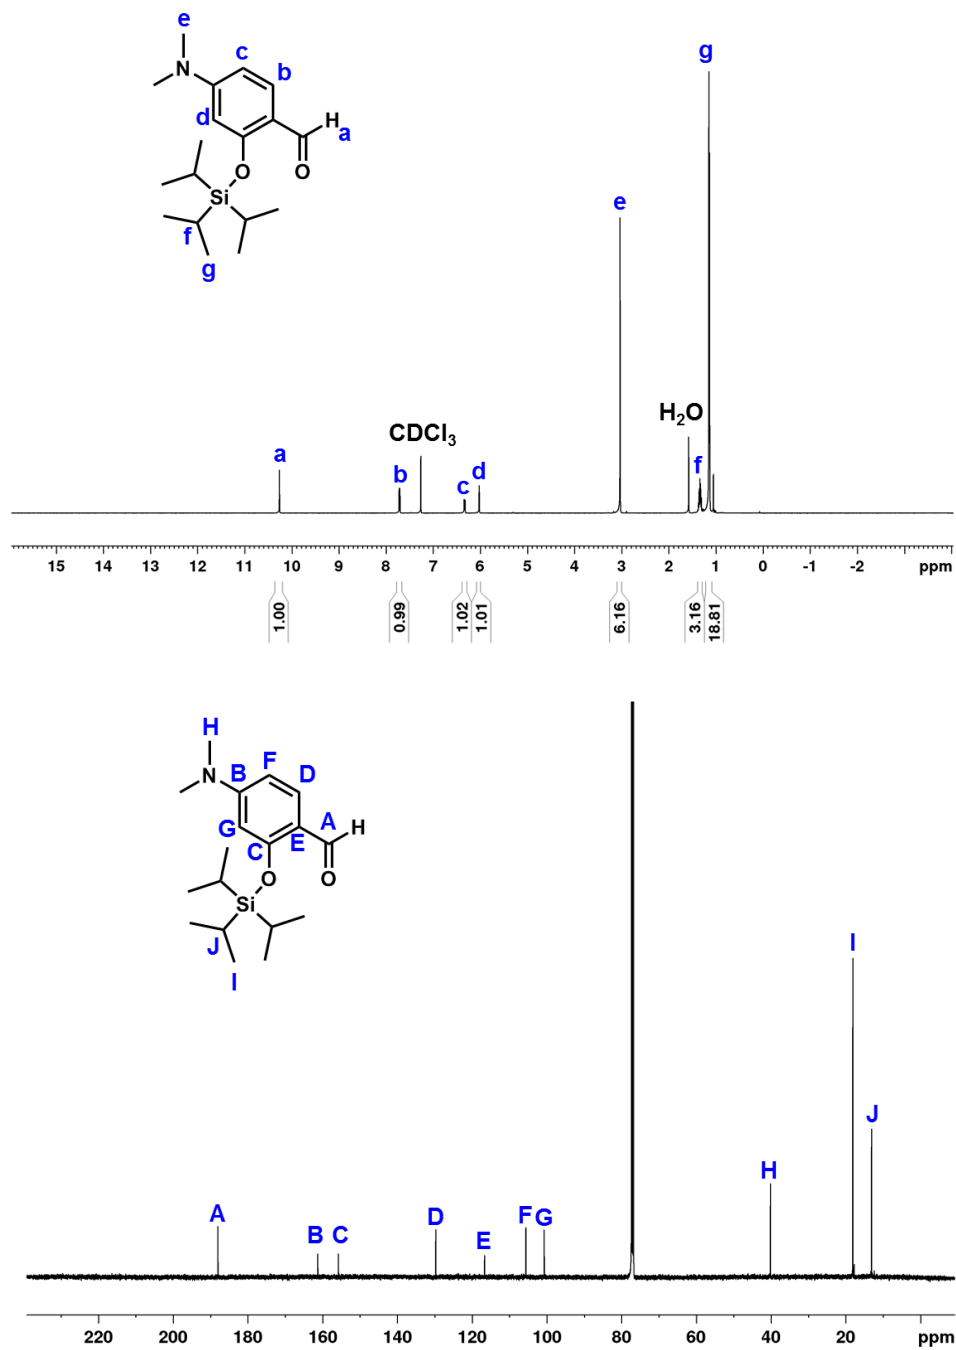 e
c
N
b
d
H
a
O
O
Si
f
g
g
e
H₂O
CDCl₃
a
b
c
d
f
15 14 13 12 11 10 9 8 7 6 5 4 3 2 1 0 -1 -2 ppm
1.00 0.99 1.02 1.01 6.16 3.16 18.81
H
B F
N D
A
H
G
E
C
O O
Si
J
I
I
J
H
A
B C D E F G
220 200 180 160 140 120 100 80 60 40 20 ppm